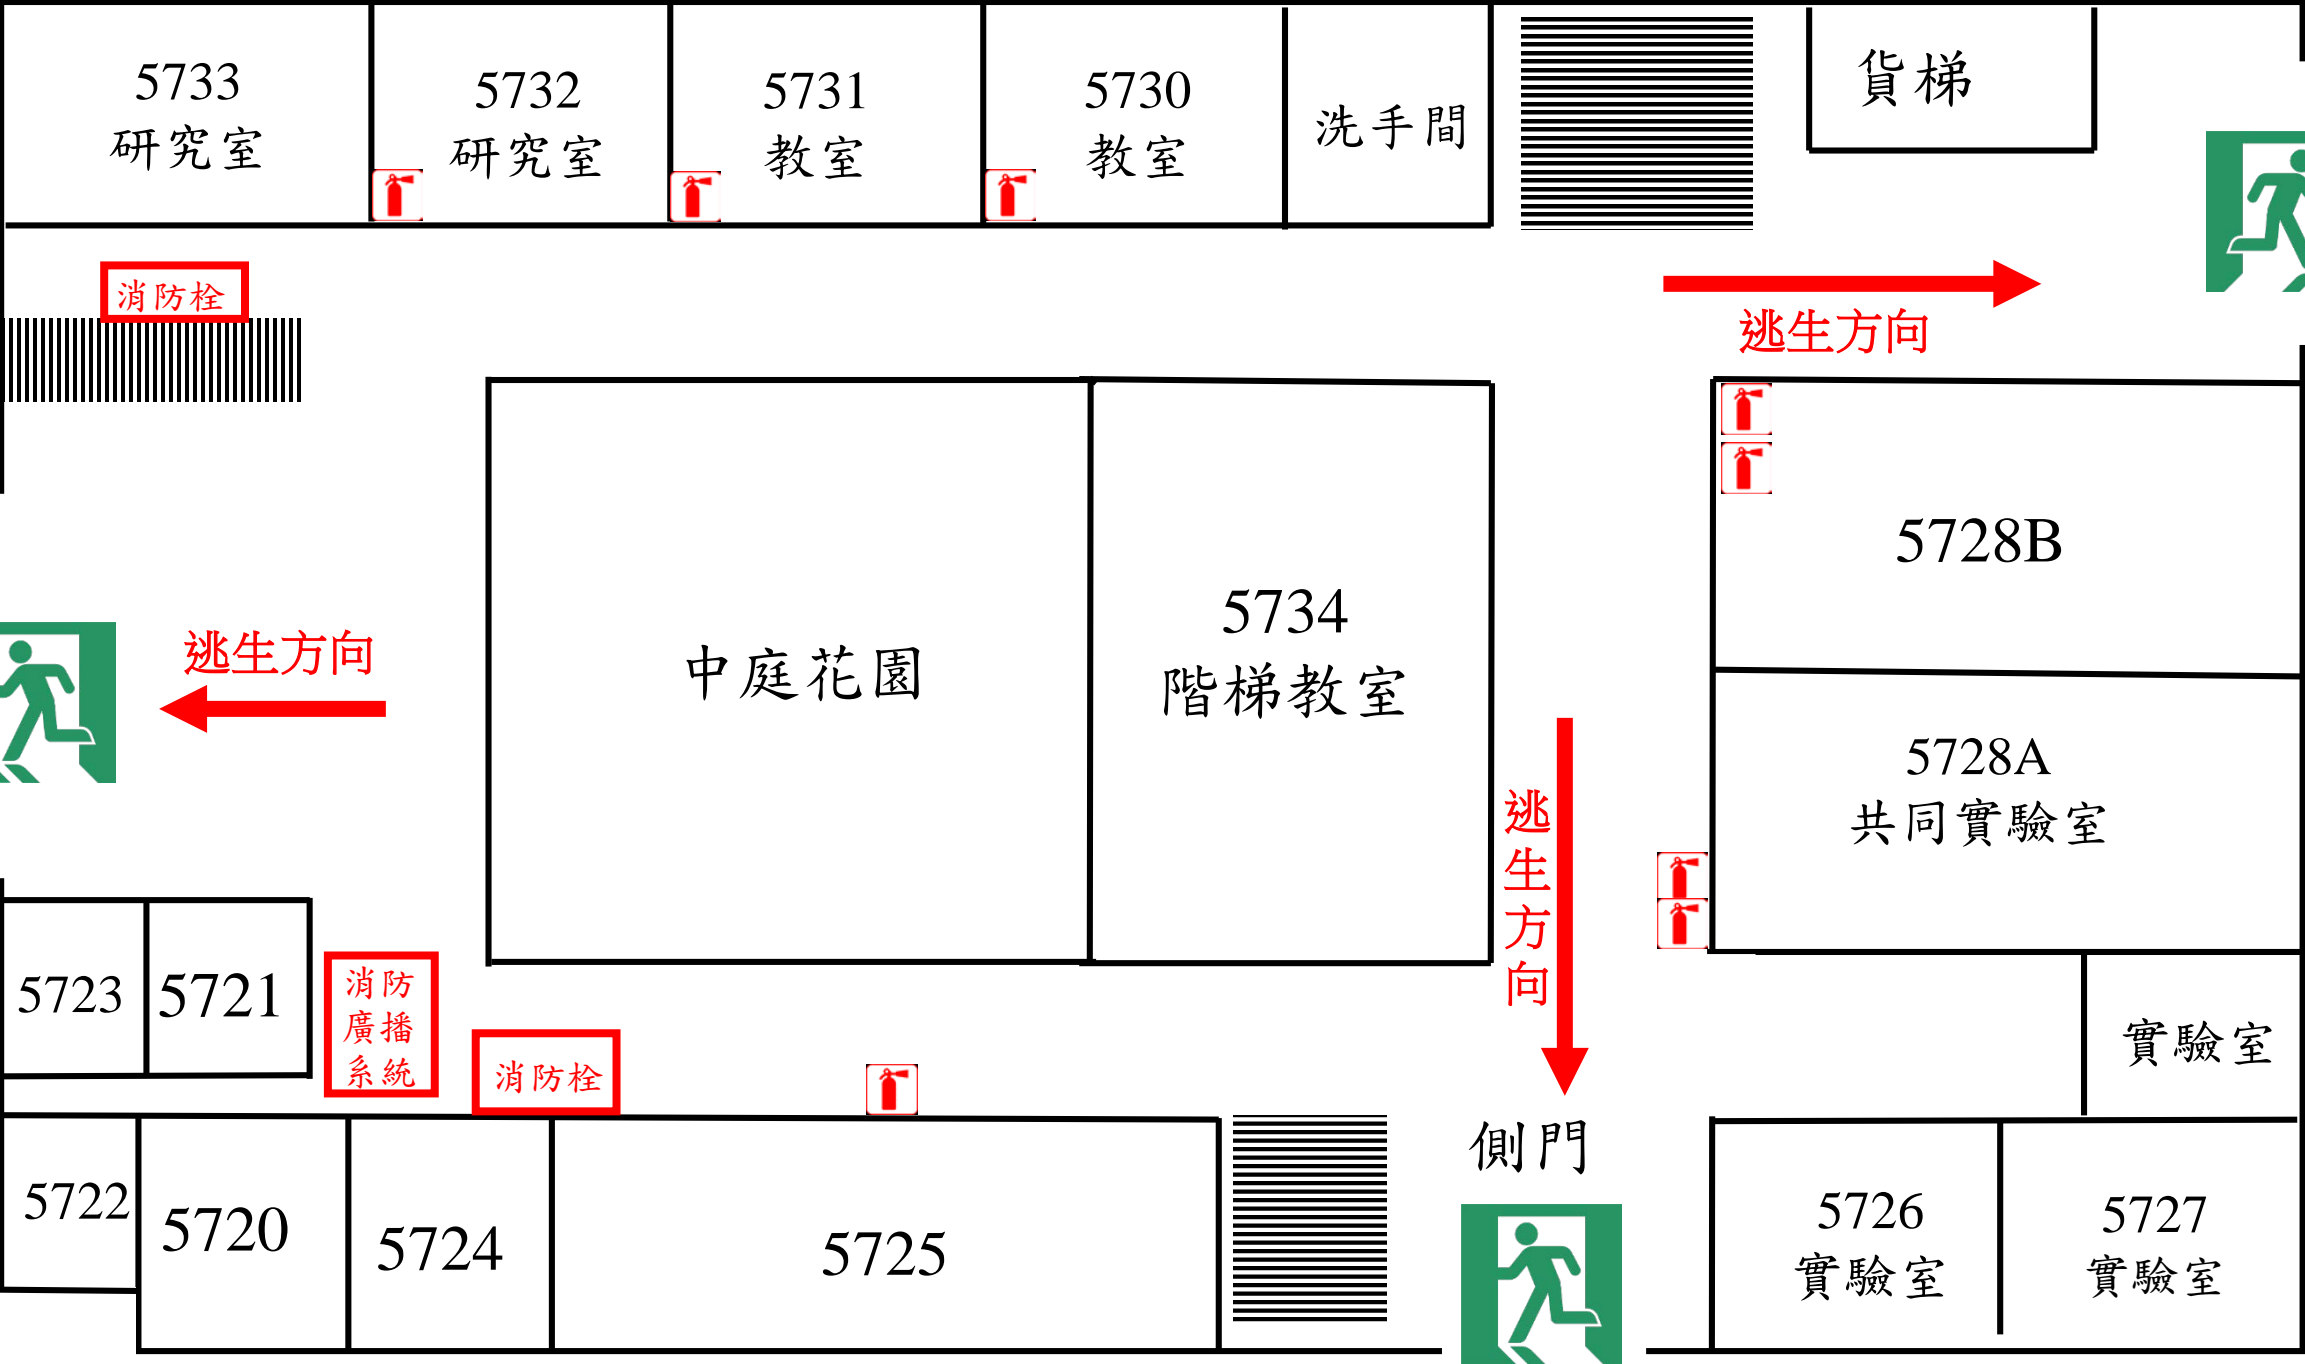 5733
研究室
5732
研究室
5731
教室
5730
教室
洗手間
貨梯
消防栓
逃生方向
5728B
5734
階梯教室
中庭花園
逃生方向
5728A
共同實驗室
逃生方向
5723
5721
消防
廣播
系統
消防栓
實驗室
側門
5722
5720
5724
5725
5726
實驗室
5727
實驗室